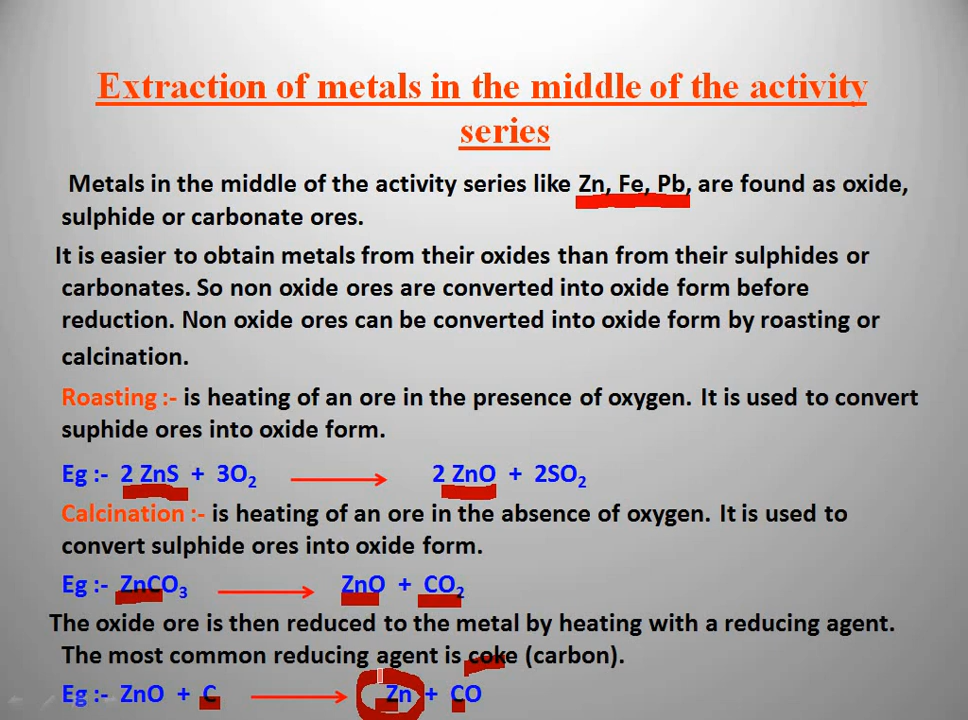 Extraction of metals in the middle of the activity
series
Metals in the middle of the activity series like Zn, Fe, Pb, are found as oxide,
sulphide or carbonate ores.
It is easier to obtain metals from their oxides than from their sulphides or
carbonates. So non oxide ores are converted into oxide form before
reduction. Non oxide ores can be converted into oxide form by roasting or
calcination.
Roasting :- is heating of an ore in the presence of oxygen. It is used to convert
suphide ores into oxide form.
Eg :- 2 ZnS + 3O₂ ⟶ 2 ZnO + 2SO₂
Calcination :- is heating of an ore in the absence of oxygen. It is used to
convert sulphide ores into oxide form.
Eg :- ZnCO₃ ⟶ ZnO + CO₂
The oxide ore is then reduced to the metal by heating with a reducing agent.
The most common reducing agent is coke (carbon).
Eg :- ZnO + C ⟶ Zn + CO